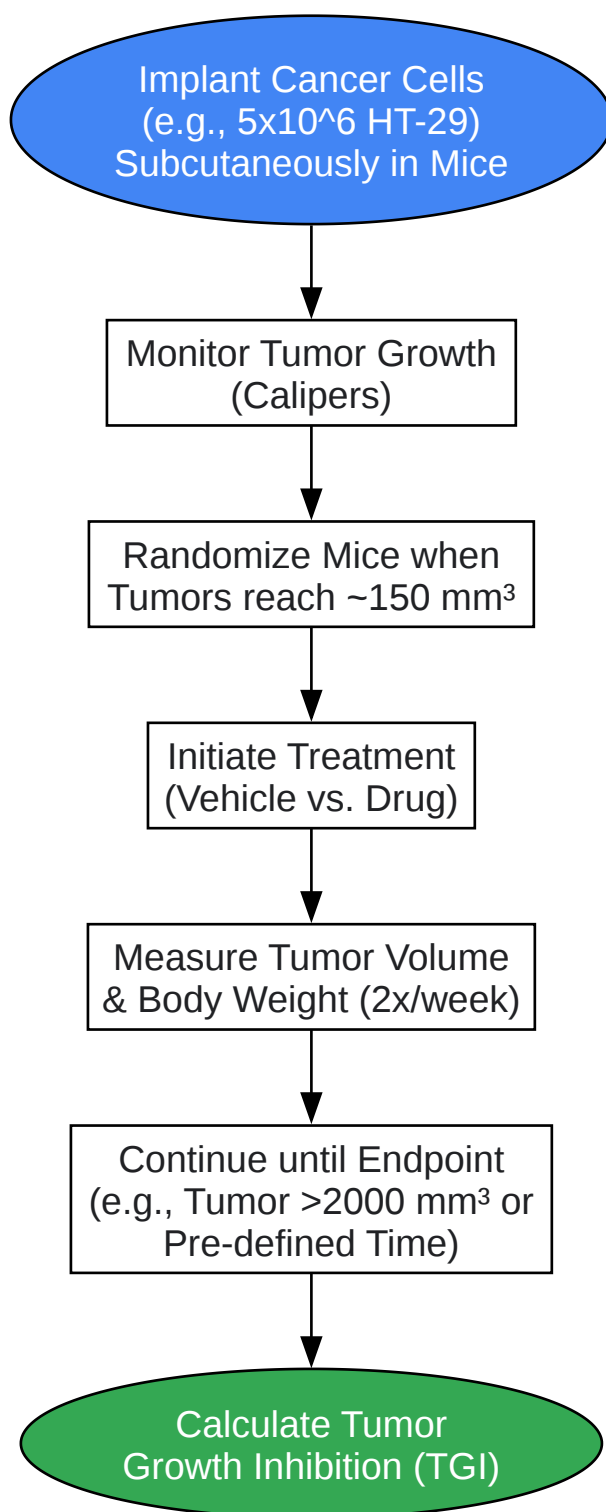 Implant Cancer Cells
(e.g., 5x10^6 HT-29)
Subcutaneously in Mice
Monitor Tumor Growth
(Calipers)
Randomize Mice when
Tumors reach ~150 mm³
Initiate Treatment
(Vehicle vs. Drug)
Measure Tumor Volume
& Body Weight (2x/week)
Continue until Endpoint
(e.g., Tumor >2000 mm³ or
Pre-defined Time)
Calculate Tumor
Growth Inhibition (TGI)